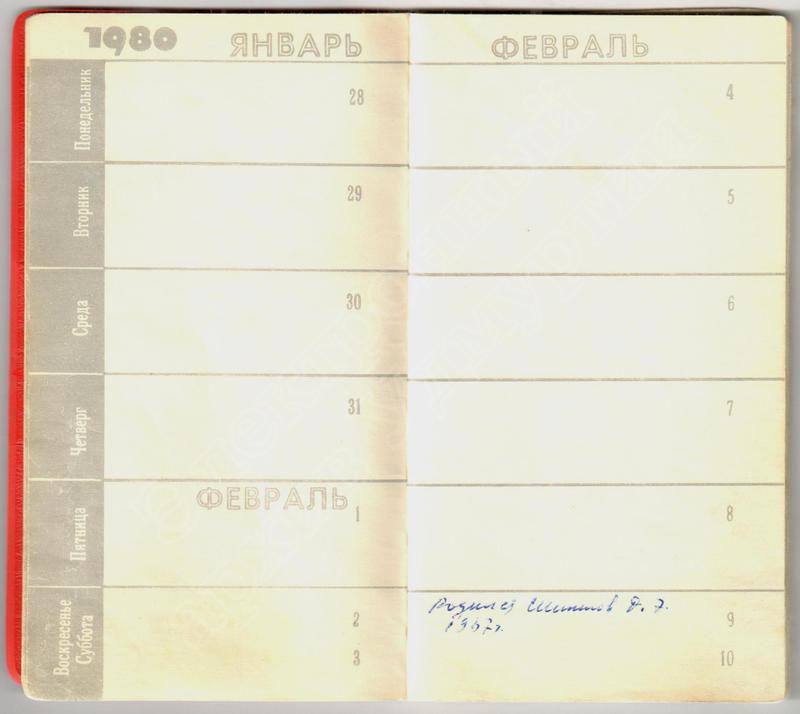 1980 ЯНВАРЬ
Понедельник 28
Вторник 29
Среда 30
Четверг 31
ФЕВРАЛЬ
Пятница 1
Суббота 2
Воскресенье 3
ФЕВРАЛЬ
4
5
6
7
8
Родился
1947г.
9
10